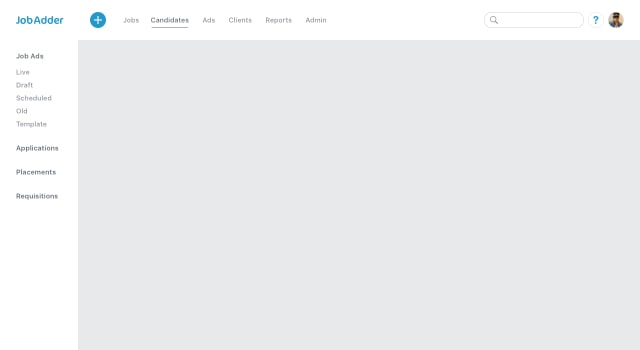 JobAdder
Jobs
Candidates
Ads
Clients
Reports
Admin
?
Job Ads
Live
Draft
Scheduled
Old
Template
Applications
Placements
Requisitions